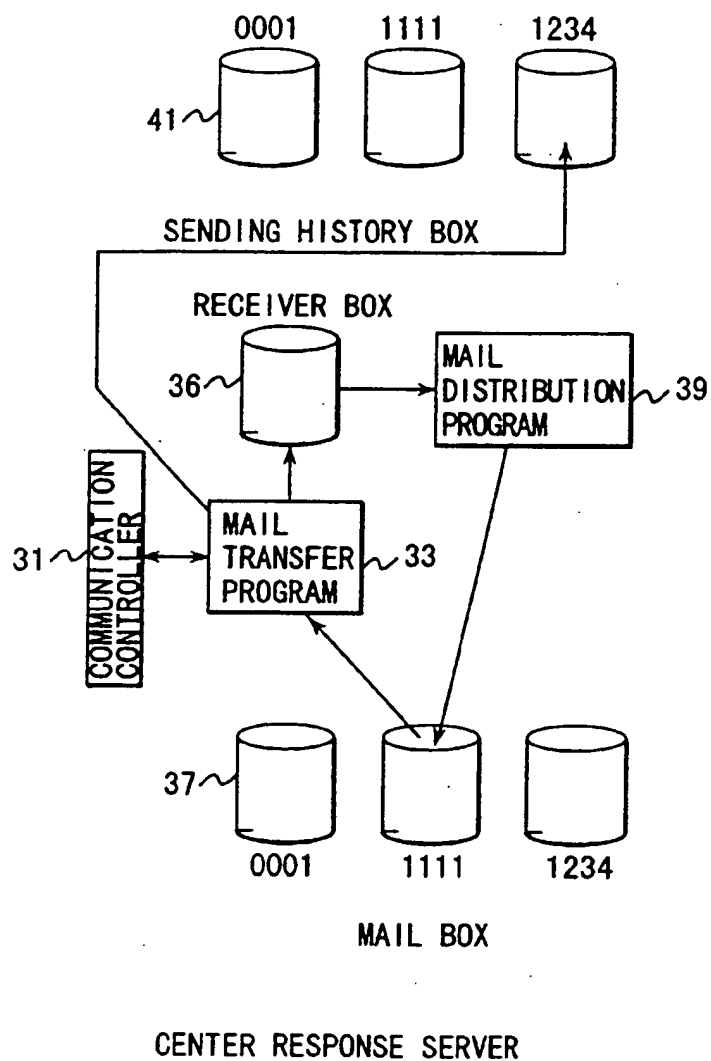 0001 1111 1234
41
SENDING HISTORY BOX
RECEIVER BOX
36
MAIL
DISTRIBUTION
PROGRAM
39
31
COMMUNICATION
CONTROLLER
MAIL
TRANSFER
PROGRAM
33
37
0001 1111 1234
MAIL BOX
CENTER RESPONSE SERVER